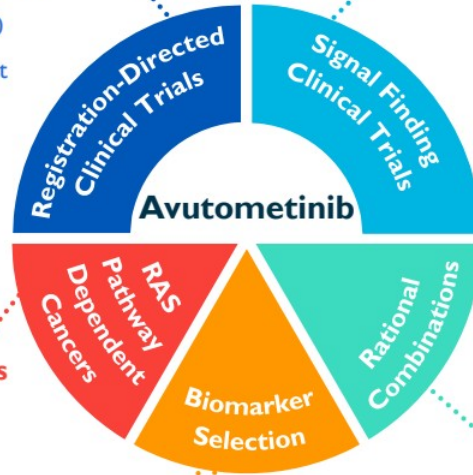 )
t
Registration-Directed
Clinical Trials
Signal Finding
Clinical Trials
Avutometinib
RAS
Pathway
Dependent
Cancers
s
Biomarker
Selection
Rational
Combinations